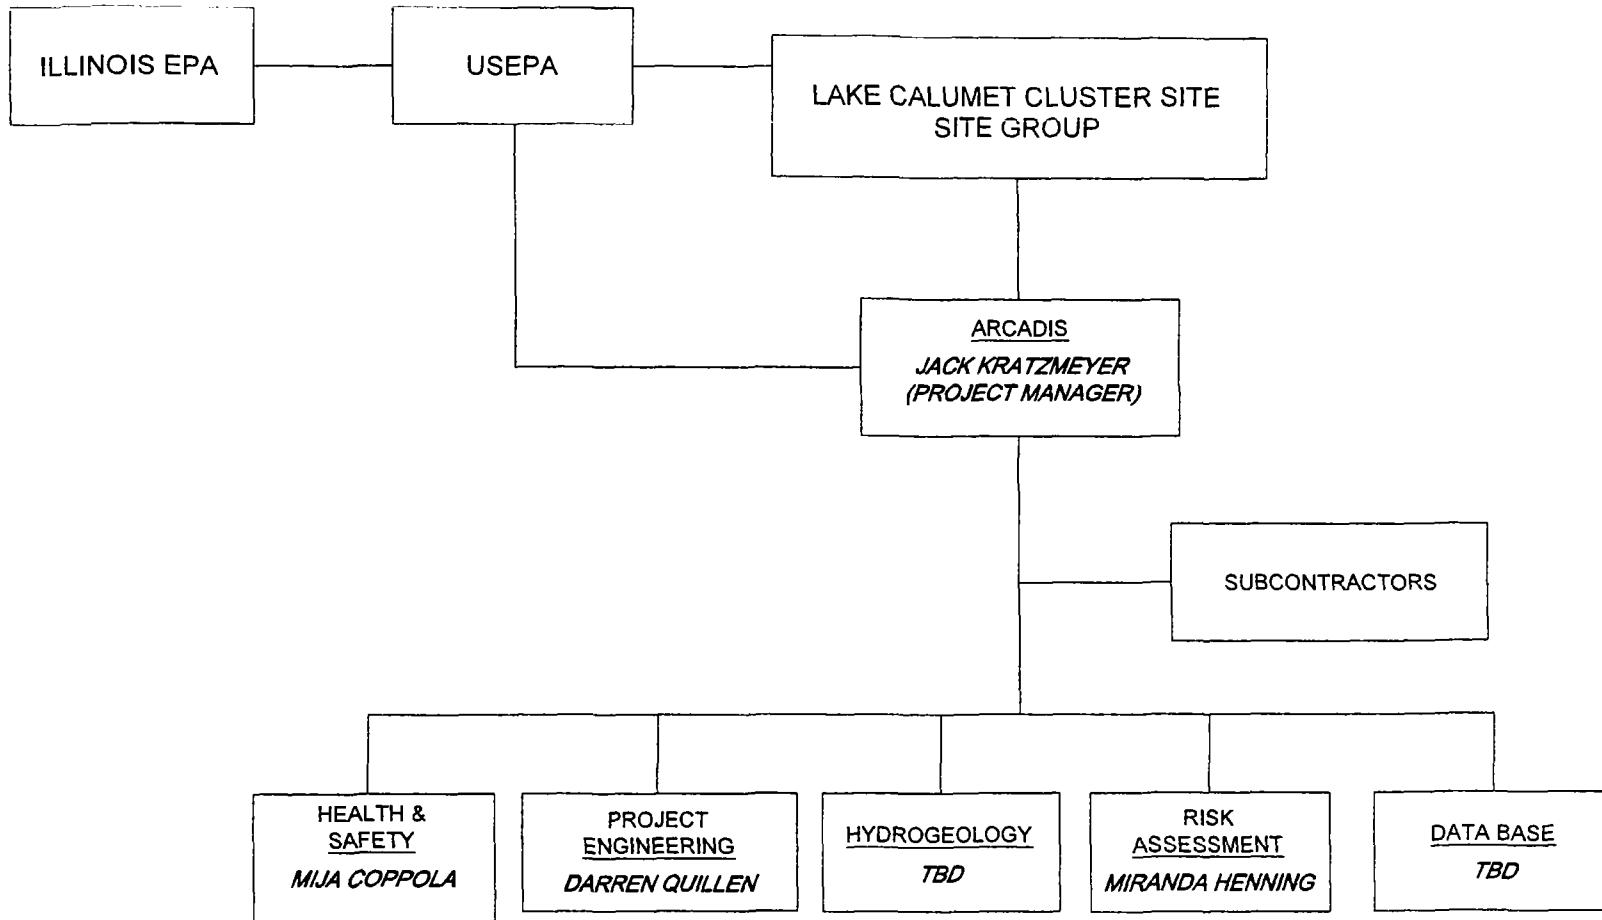 ILLINOIS EPA
USEPA
LAKE CALUMET CLUSTER SITE
SITE GROUP
ARCADIS
JACK KRATZMEYER
(PROJECT MANAGER)
SUBCONTRACTORS
HEALTH &
SAFETY
MIJA COPPOLA
PROJECT
ENGINEERING
DARREN QUILLEN
HYDROGEOLOGY
TBD
RISK
ASSESSMENT
MIRANDA HENNING
DATA BASE
TBD